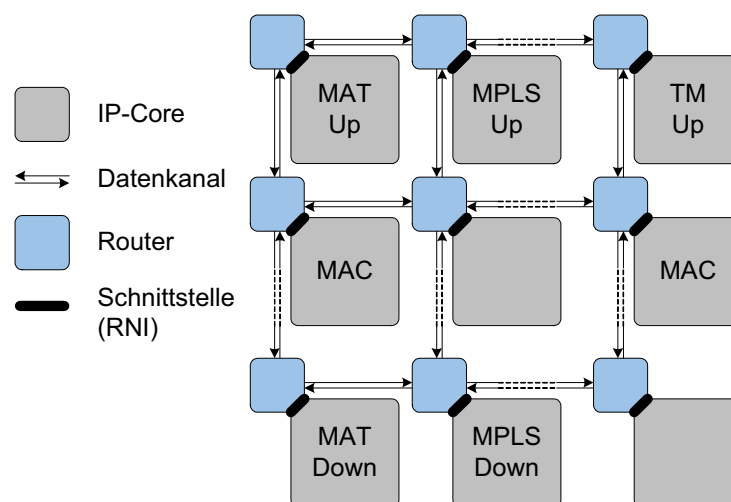 MAT
Up
MPLS
Up
TM
Up
IP-Core
Datenkanal
Router
Schnittstelle
(RNI)
MAC
MAC
MAT
Down
MPLS
Down